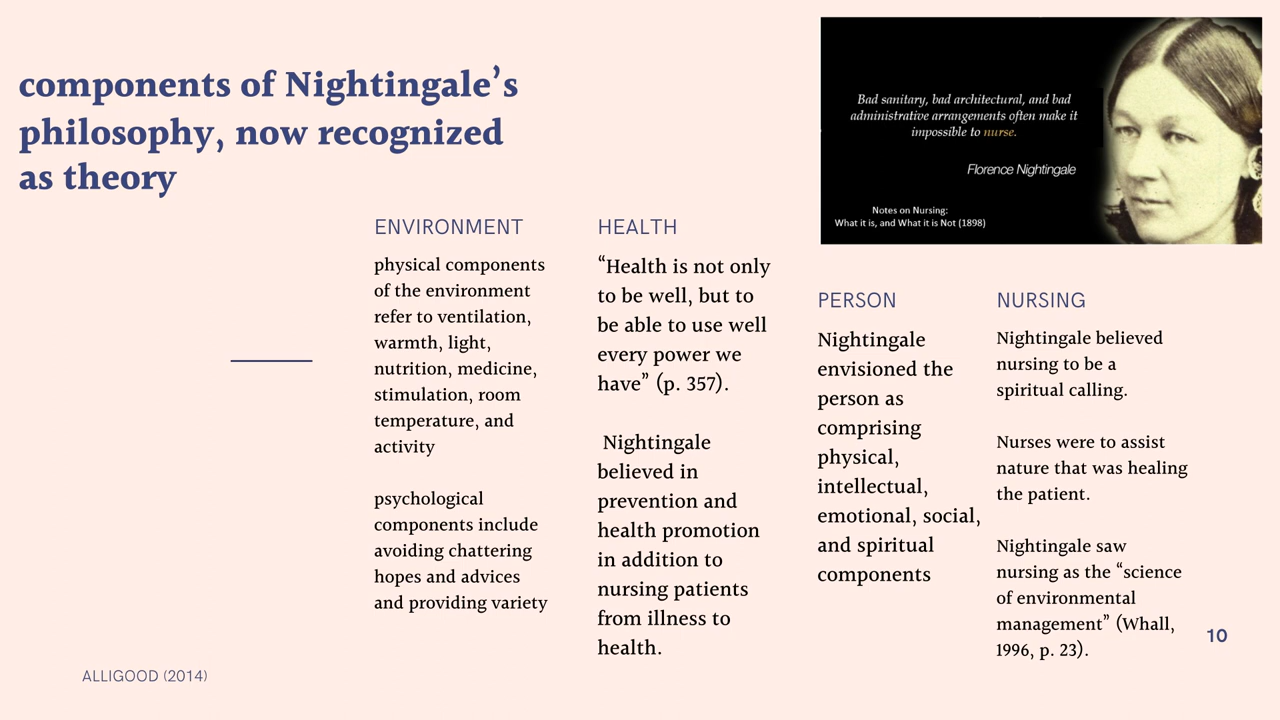 components of Nightingale’s
philosophy, now recognized
as theory
Bad sanitary, bad architectural, and bad
administrative arrangements often make it
impossible to nurse.
Florence Nightingale
Notes on Nursing:
What it is, and What it is Not (1898)
ENVIRONMENT
physical components
of the environment
refer to ventilation,
warmth, light,
nutrition, medicine,
stimulation, room
temperature, and
activity
psychological
components include
avoiding chattering
hopes and advices
and providing variety
HEALTH
“Health is not only
to be well, but to
be able to use well
every power we
have” (p. 357).
Nightingale
believed in
prevention and
health promotion
in addition to
nursing patients
from illness to
health.
PERSON
Nightingale
envisioned the
person as
comprising
physical,
intellectual,
emotional, social,
and spiritual
components
NURSING
Nightingale believed
nursing to be a
spiritual calling.
Nurses were to assist
nature that was healing
the patient.
Nightingale saw
nursing as the “science
of environmental
management” (Whall,
1996, p. 23).
10
ALLIGOOD (2014)